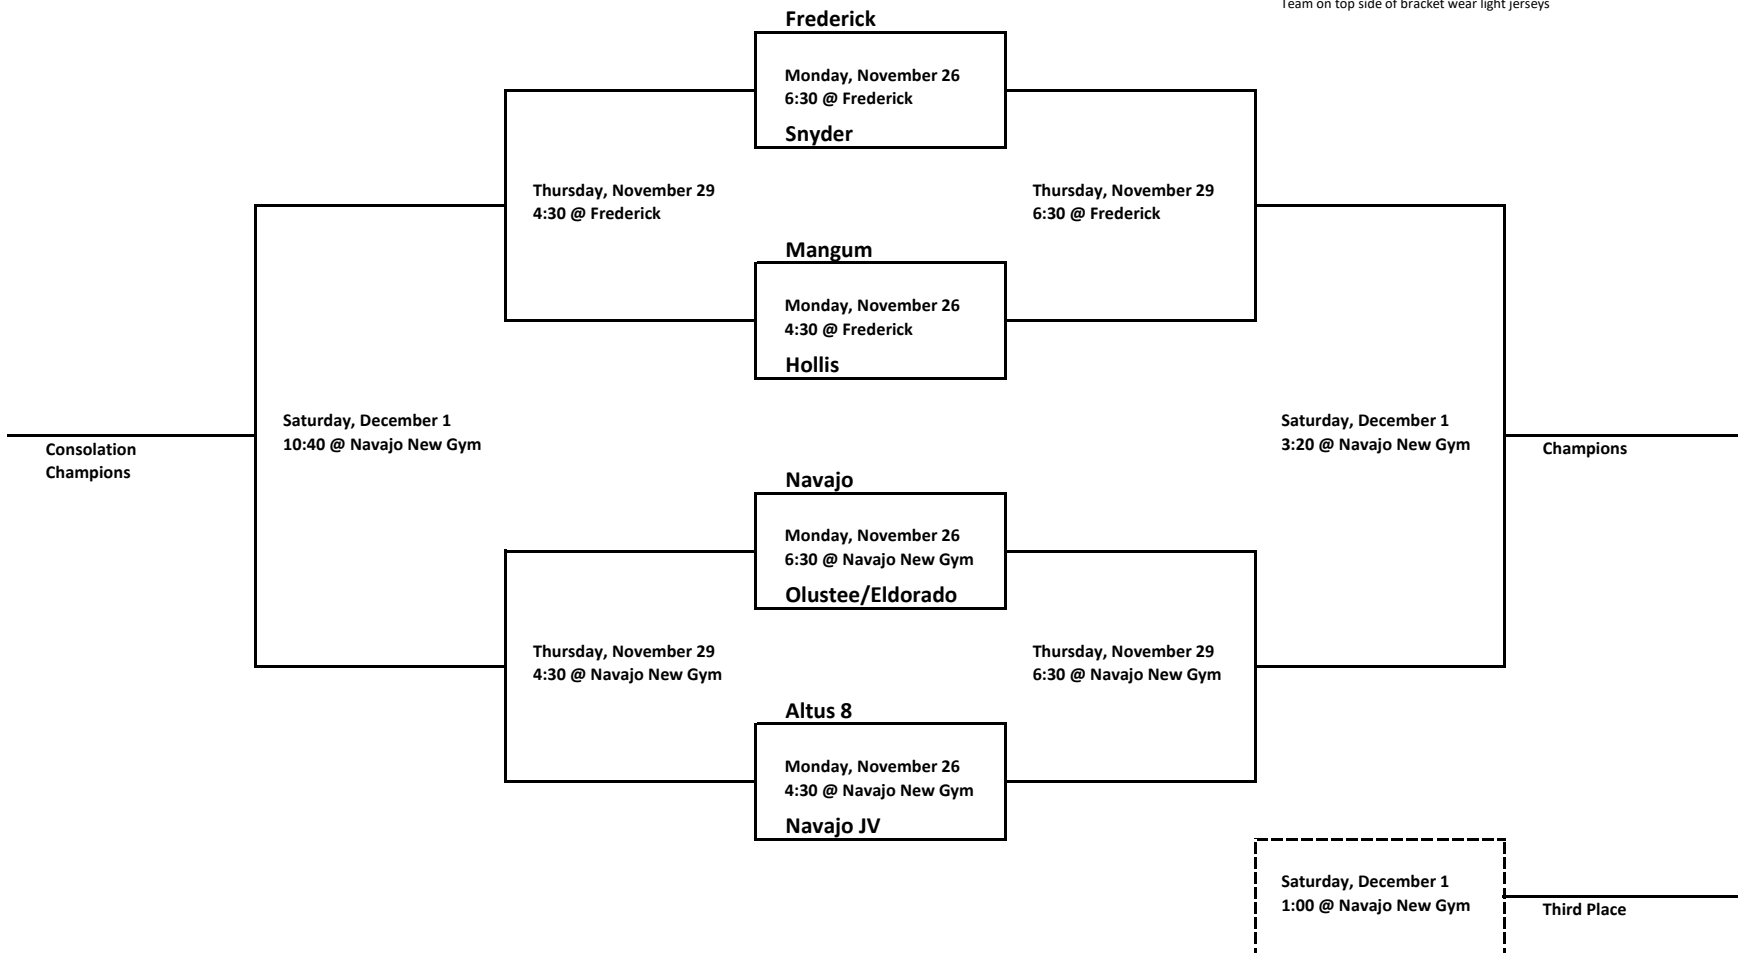 Team on top side of bracket wear light jerseys
Frederick
Monday, November 26
6:30 @ Frederick
Snyder
Thursday, November 29
4:30 @ Frederick
Thursday, November 29
6:30 @ Frederick
Mangum
Monday, November 26
4:30 @ Frederick
Hollis
Saturday, December 1
10:40 @ Navajo New Gym
Saturday, December 1
3:20 @ Navajo New Gym
Consolation
Champions
Champions
Navajo
Monday, November 26
6:30 @ Navajo New Gym
Olustee/Eldorado
Thursday, November 29
4:30 @ Navajo New Gym
Thursday, November 29
6:30 @ Navajo New Gym
Altus 8
Monday, November 26
4:30 @ Navajo New Gym
Navajo JV
Saturday, December 1
1:00 @ Navajo New Gym
Third Place